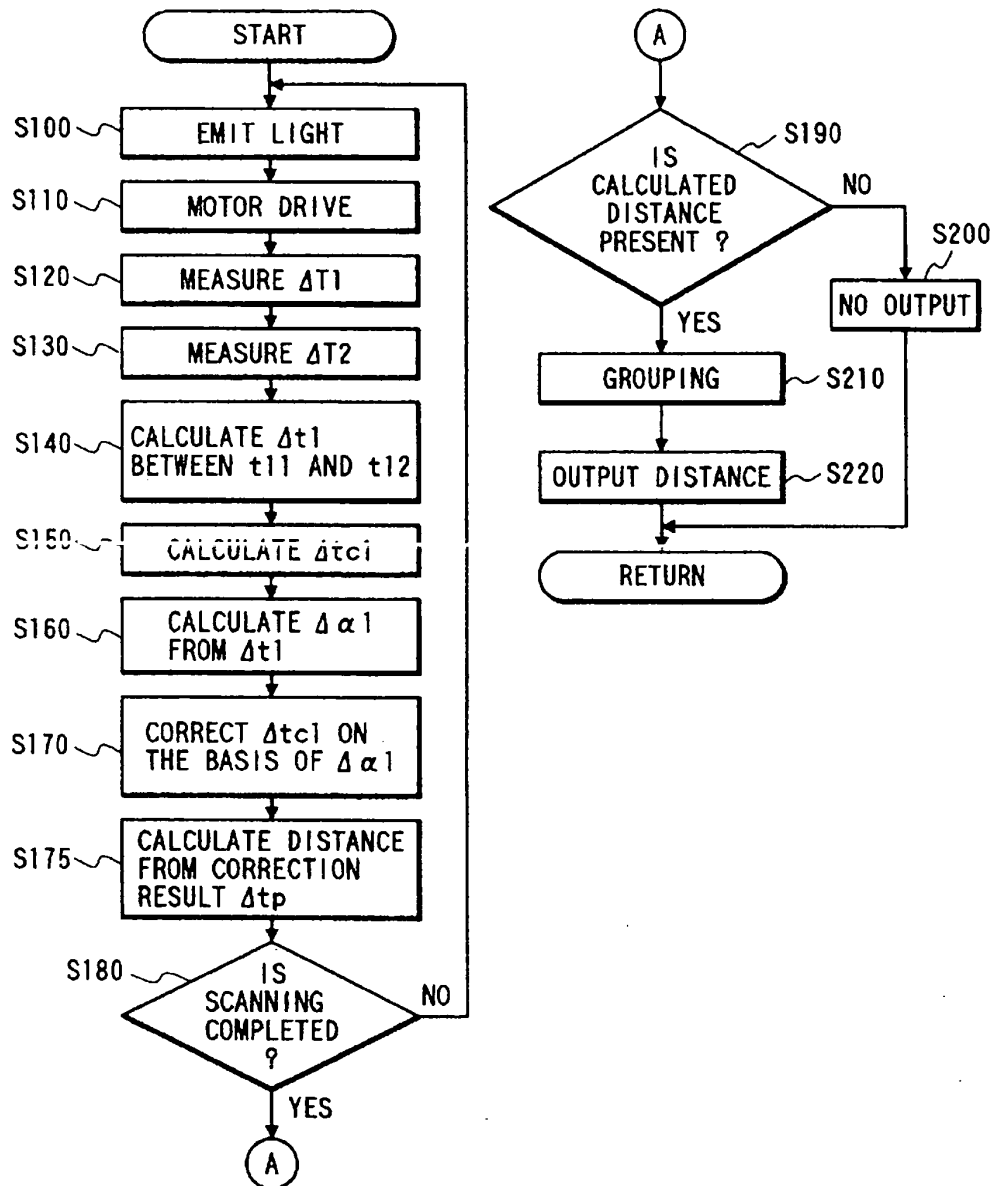 START
S100
EMIT LIGHT
S110
MOTOR DRIVE
S120
MEASURE ΔT1
S130
MEASURE ΔT2
S140
CALCULATE Δt1
BETWEEN t11 AND t12
S150
CALCULATE Δtc1
S160
CALCULATE Δα1
FROM Δt1
S170
CORRECT Δtc1 ON
THE BASIS OF Δα1
S175
CALCULATE DISTANCE
FROM CORRECTION
RESULT Δtp
S180
IS
SCANNING
COMPLETED
?
NO
YES
A
A
S190
IS
CALCULATED
DISTANCE
PRESENT ?
NO
S200
NO OUTPUT
YES
GROUPING
S210
OUTPUT DISTANCE
S220
RETURN